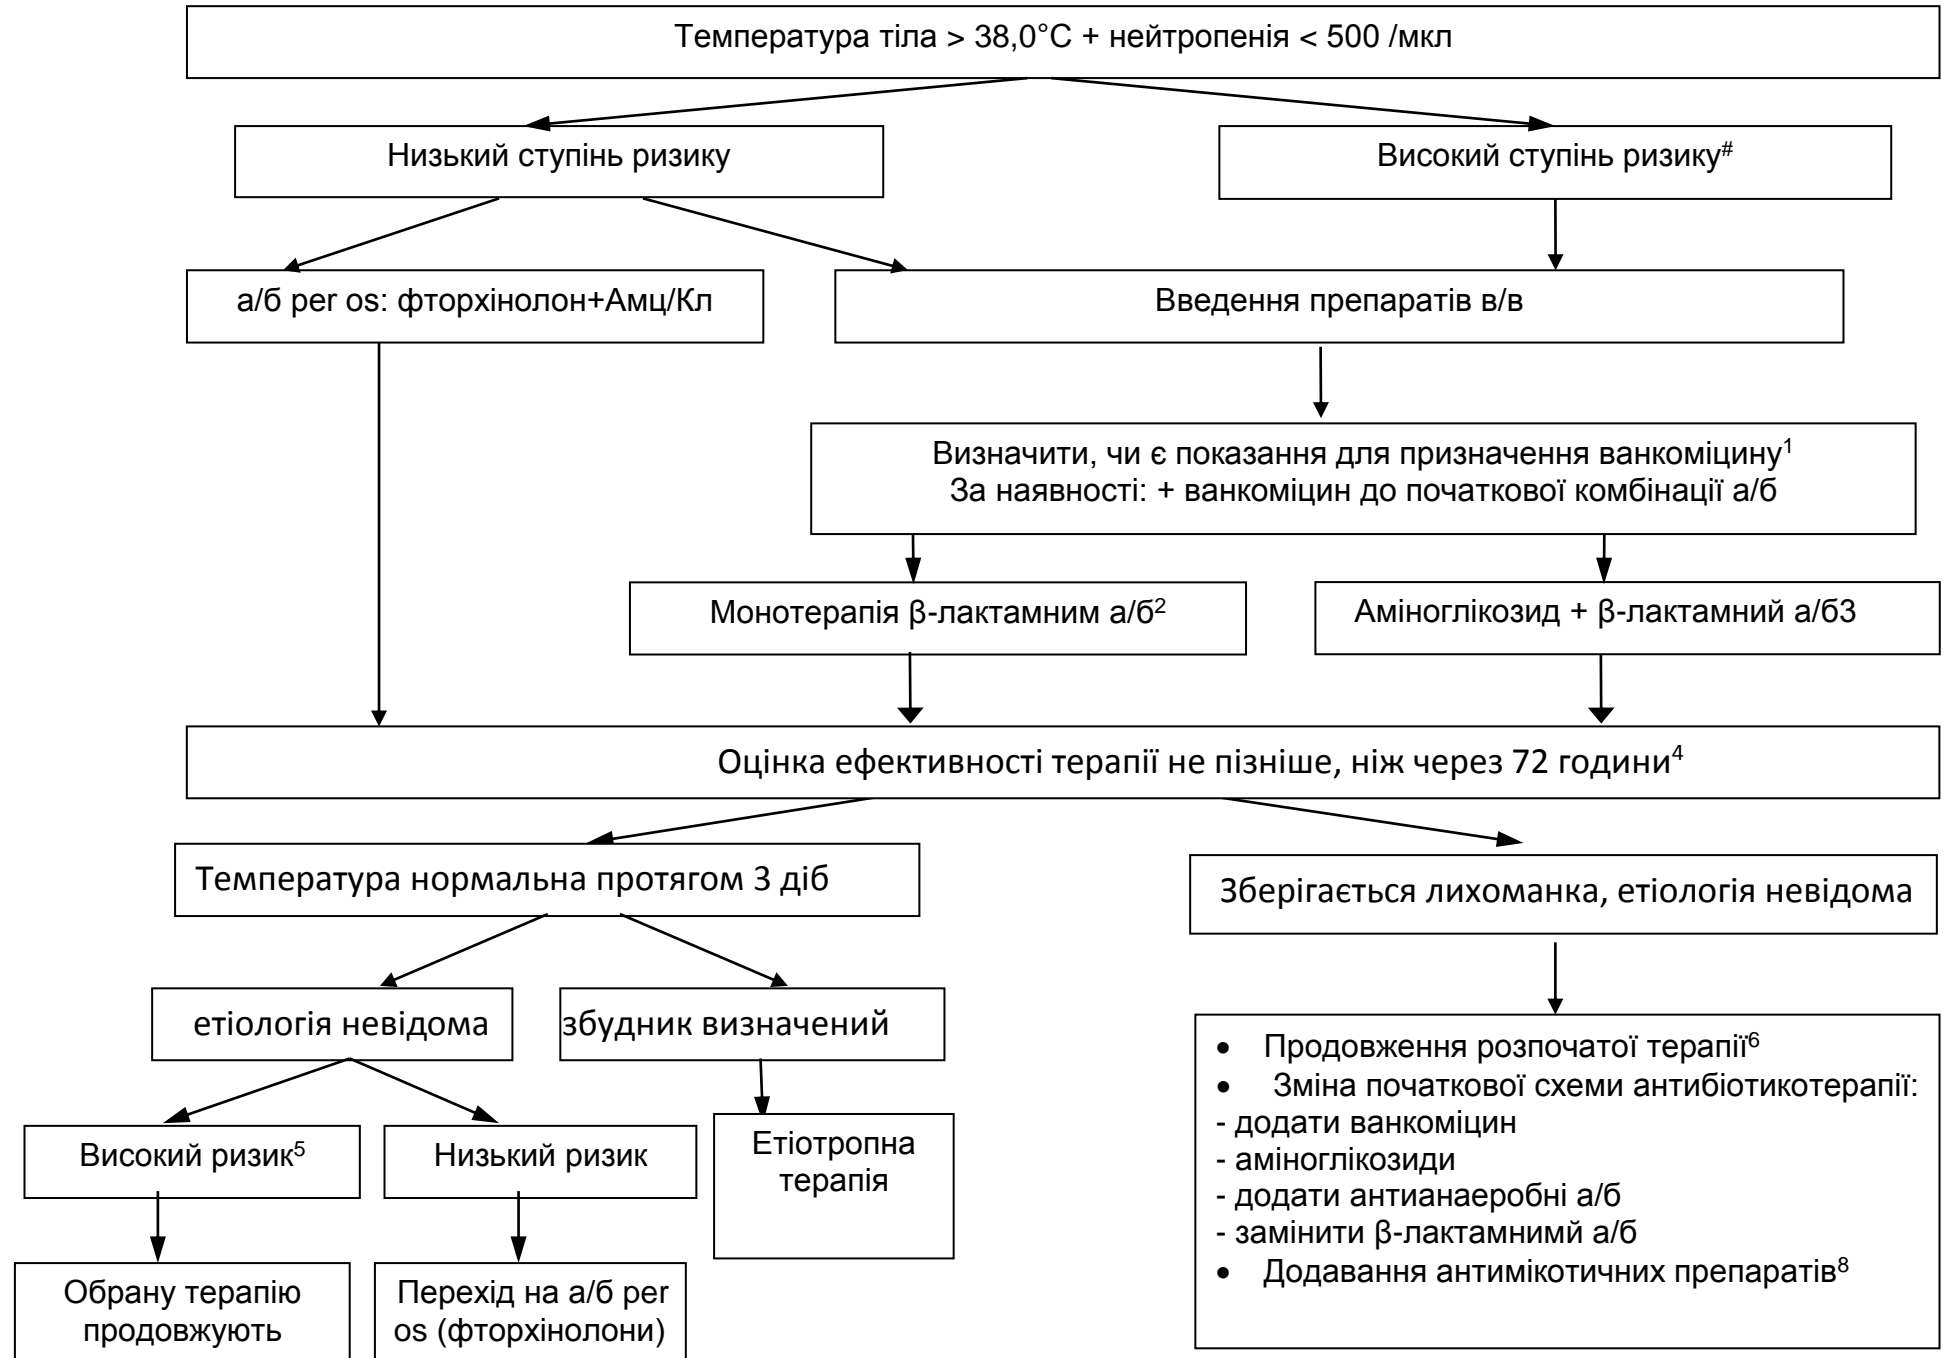 Температура тіла > 38,0°C + нейтропенія < 500 /мкл
Низький ступінь ризику
Високий ступінь ризику#
а/б per os: фторхінолон+Амц/Кл
Введення препаратів в/в
Визначити, чи є показання для призначення ванкоміцину¹
За наявності: + ванкоміцин до початкової комбінації а/б
Монотерапія β-лактамним а/б²
Аміноглікозид + β-лактамний а/б3
Оцінка ефективності терапії не пізніше, ніж через 72 години⁴
Температура нормальна протягом 3 діб
Зберігається лихоманка, етіологія невідома
етіологія невідома
збудник визначений
Високий ризик⁵
Низький ризик
Етіотропна
терапія
Обрану терапію
продовжують
Перехід на а/б per
os (фторхінолони)
• Продовження розпочатої терапії⁶
• Зміна початкової схеми антибіотикотерапії:
- додати ванкоміцин
- аміноглікозиди
- додати антианаеробні а/б
- замінити β-лактамнимй а/б
• Додавання антимікотичних препаратів⁸